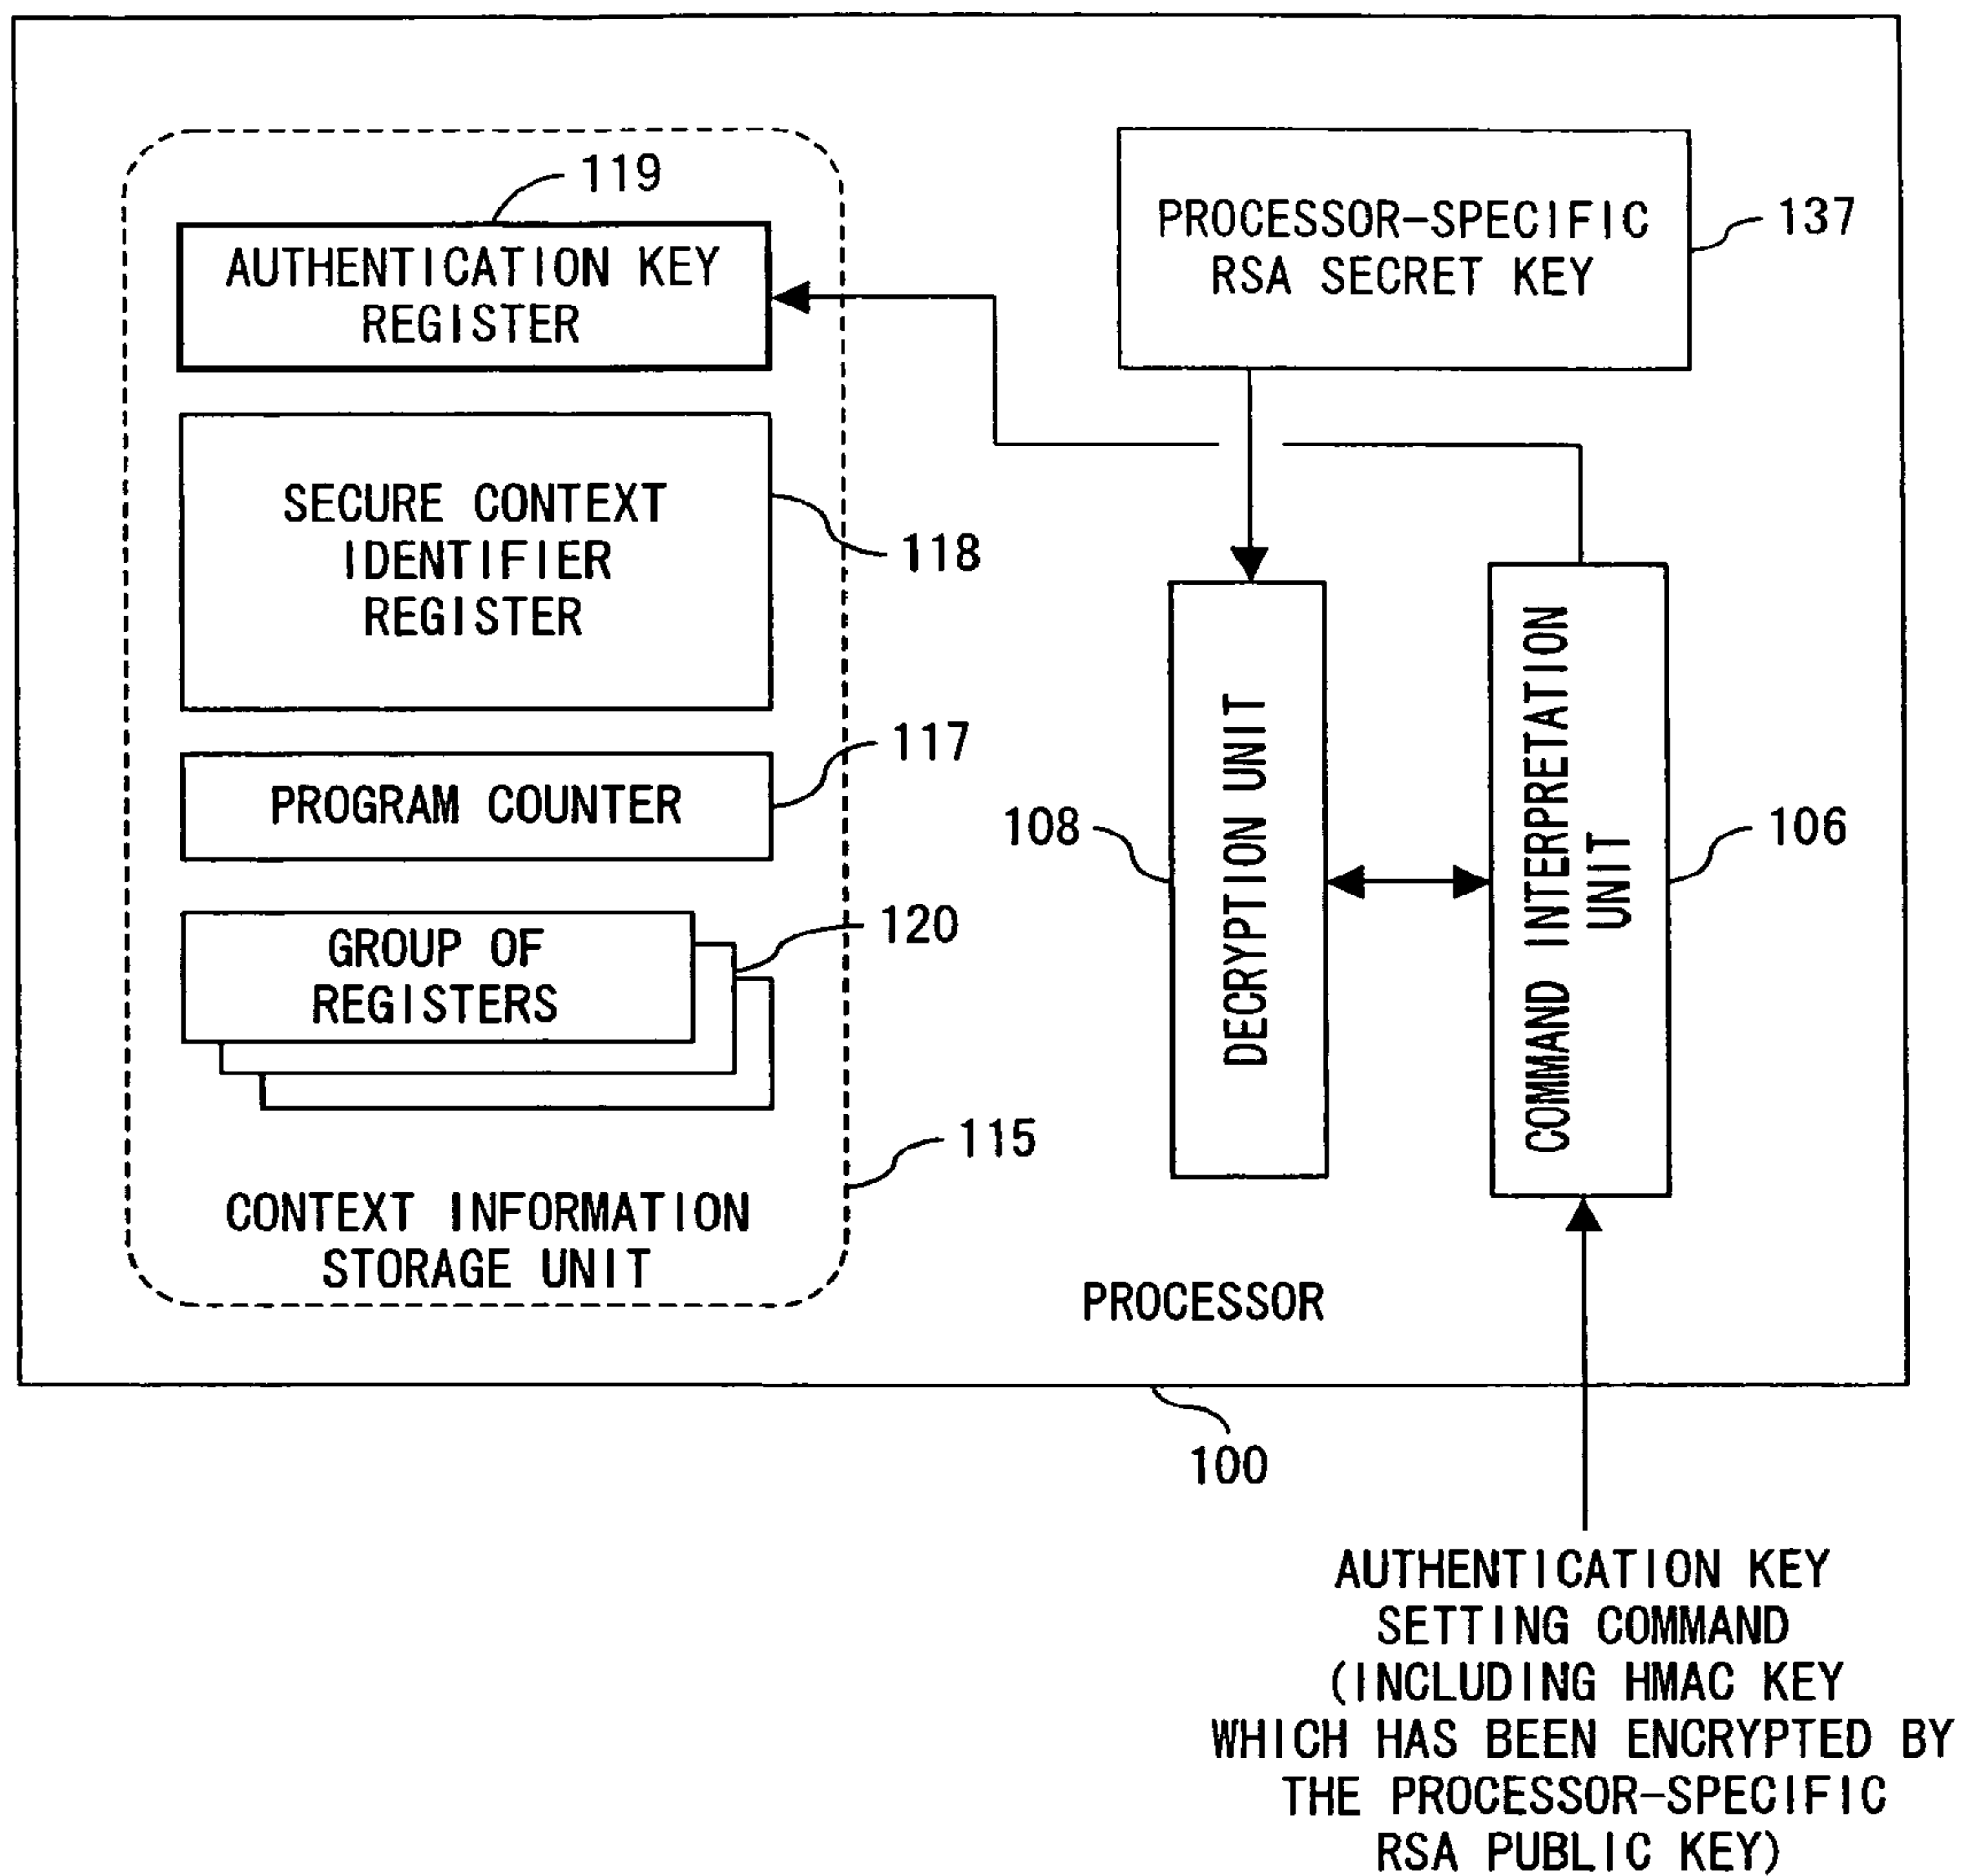 119
AUTHENTICATION KEY
REGISTER
PROCESSOR-SPECIFIC
RSA SECRET KEY
137
SECURE CONTEXT
IDENTIFIER
REGISTER
118
PROGRAM COUNTER
117
GROUP OF
REGISTERS
120
CONTEXT INFORMATION
STORAGE UNIT
115
DECRYPTION UNIT
108
COMMAND INTERPRETATION
UNIT
106
PROCESSOR
100
AUTHENTICATION KEY
SETTING COMMAND
(INCLUDING HMAC KEY
WHICH HAS BEEN ENCRYPTED BY
THE PROCESSOR-SPECIFIC
RSA PUBLIC KEY)